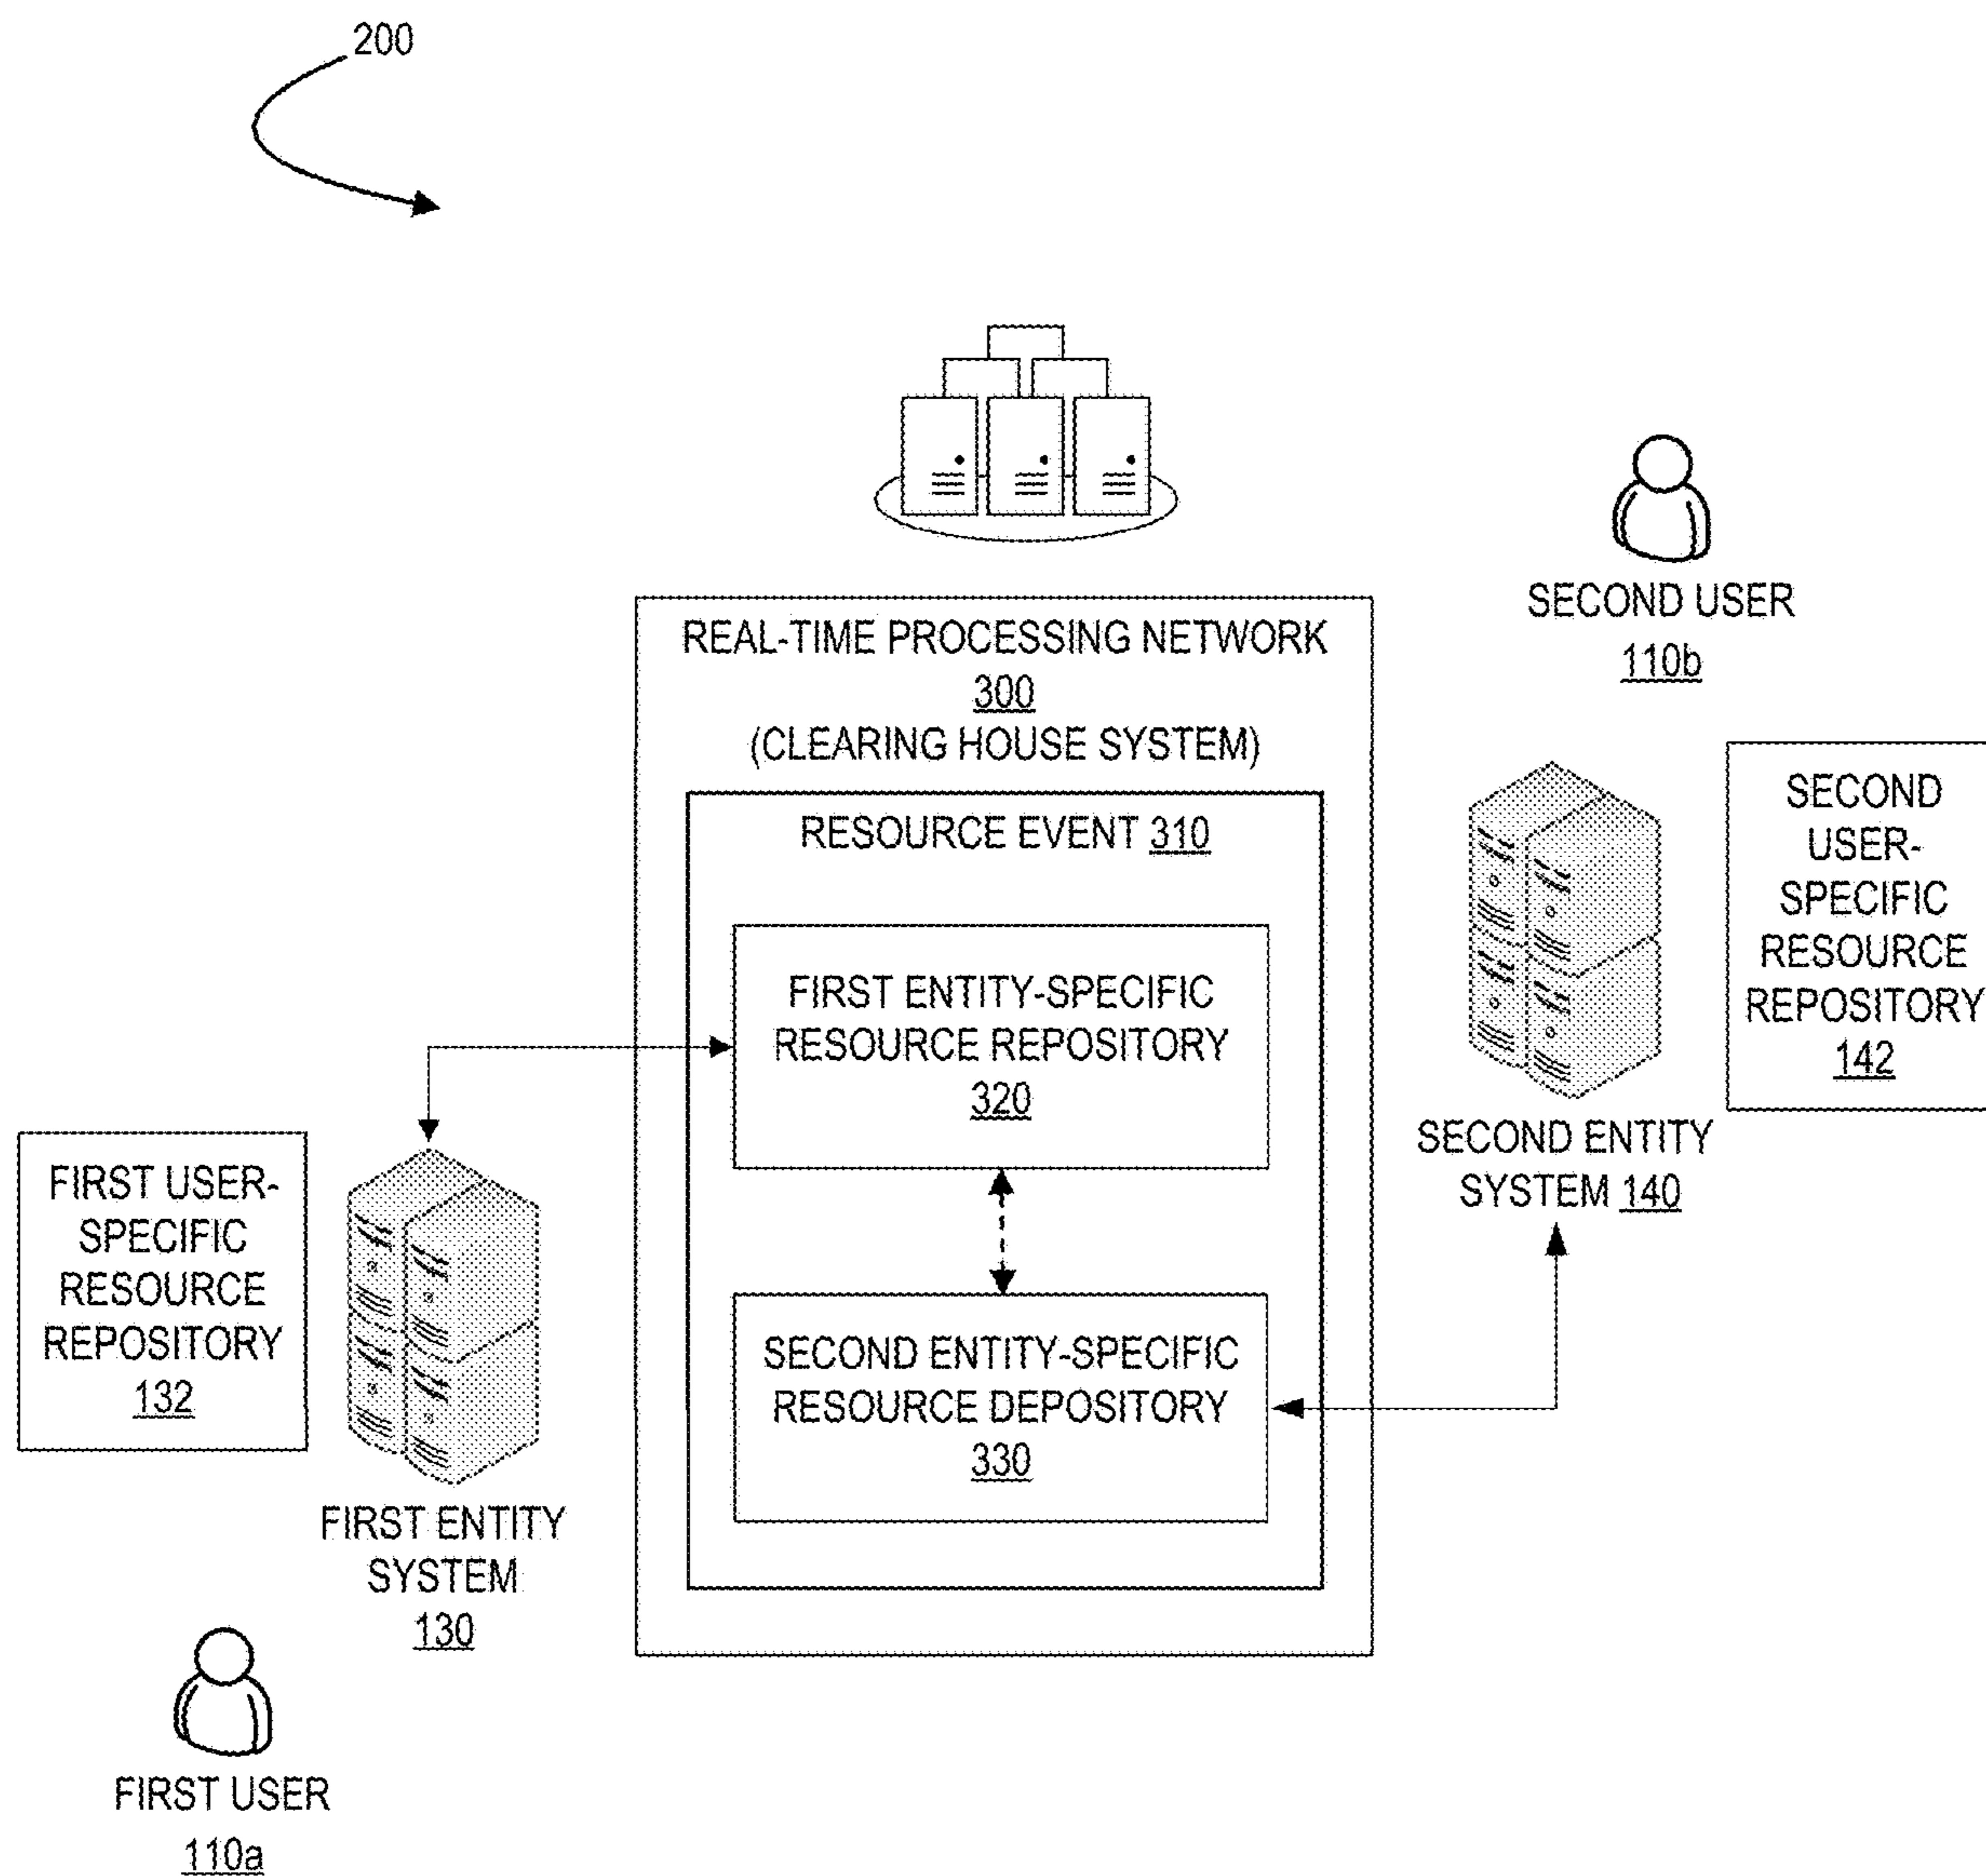 200
SECOND USER
110b
REAL-TIME PROCESSING NETWORK
300
(CLEARING HOUSE SYSTEM)
RESOURCE EVENT 310
FIRST ENTITY-SPECIFIC
RESOURCE REPOSITORY
320
SECOND ENTITY-SPECIFIC
RESOURCE DEPOSITORY
330
SECOND
USER-
SPECIFIC
RESOURCE
REPOSITORY
142
SECOND ENTITY
SYSTEM 140
FIRST USER-
SPECIFIC
RESOURCE
REPOSITORY
132
FIRST ENTITY
SYSTEM
130
FIRST USER
110a